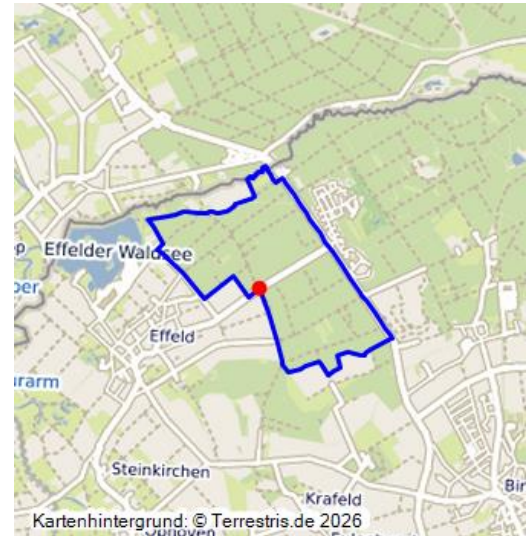 Effelder Waldsee
Effeld
Steinkirchen
Krafeld
Kartenhintergrund: © Terrestris.de 2026